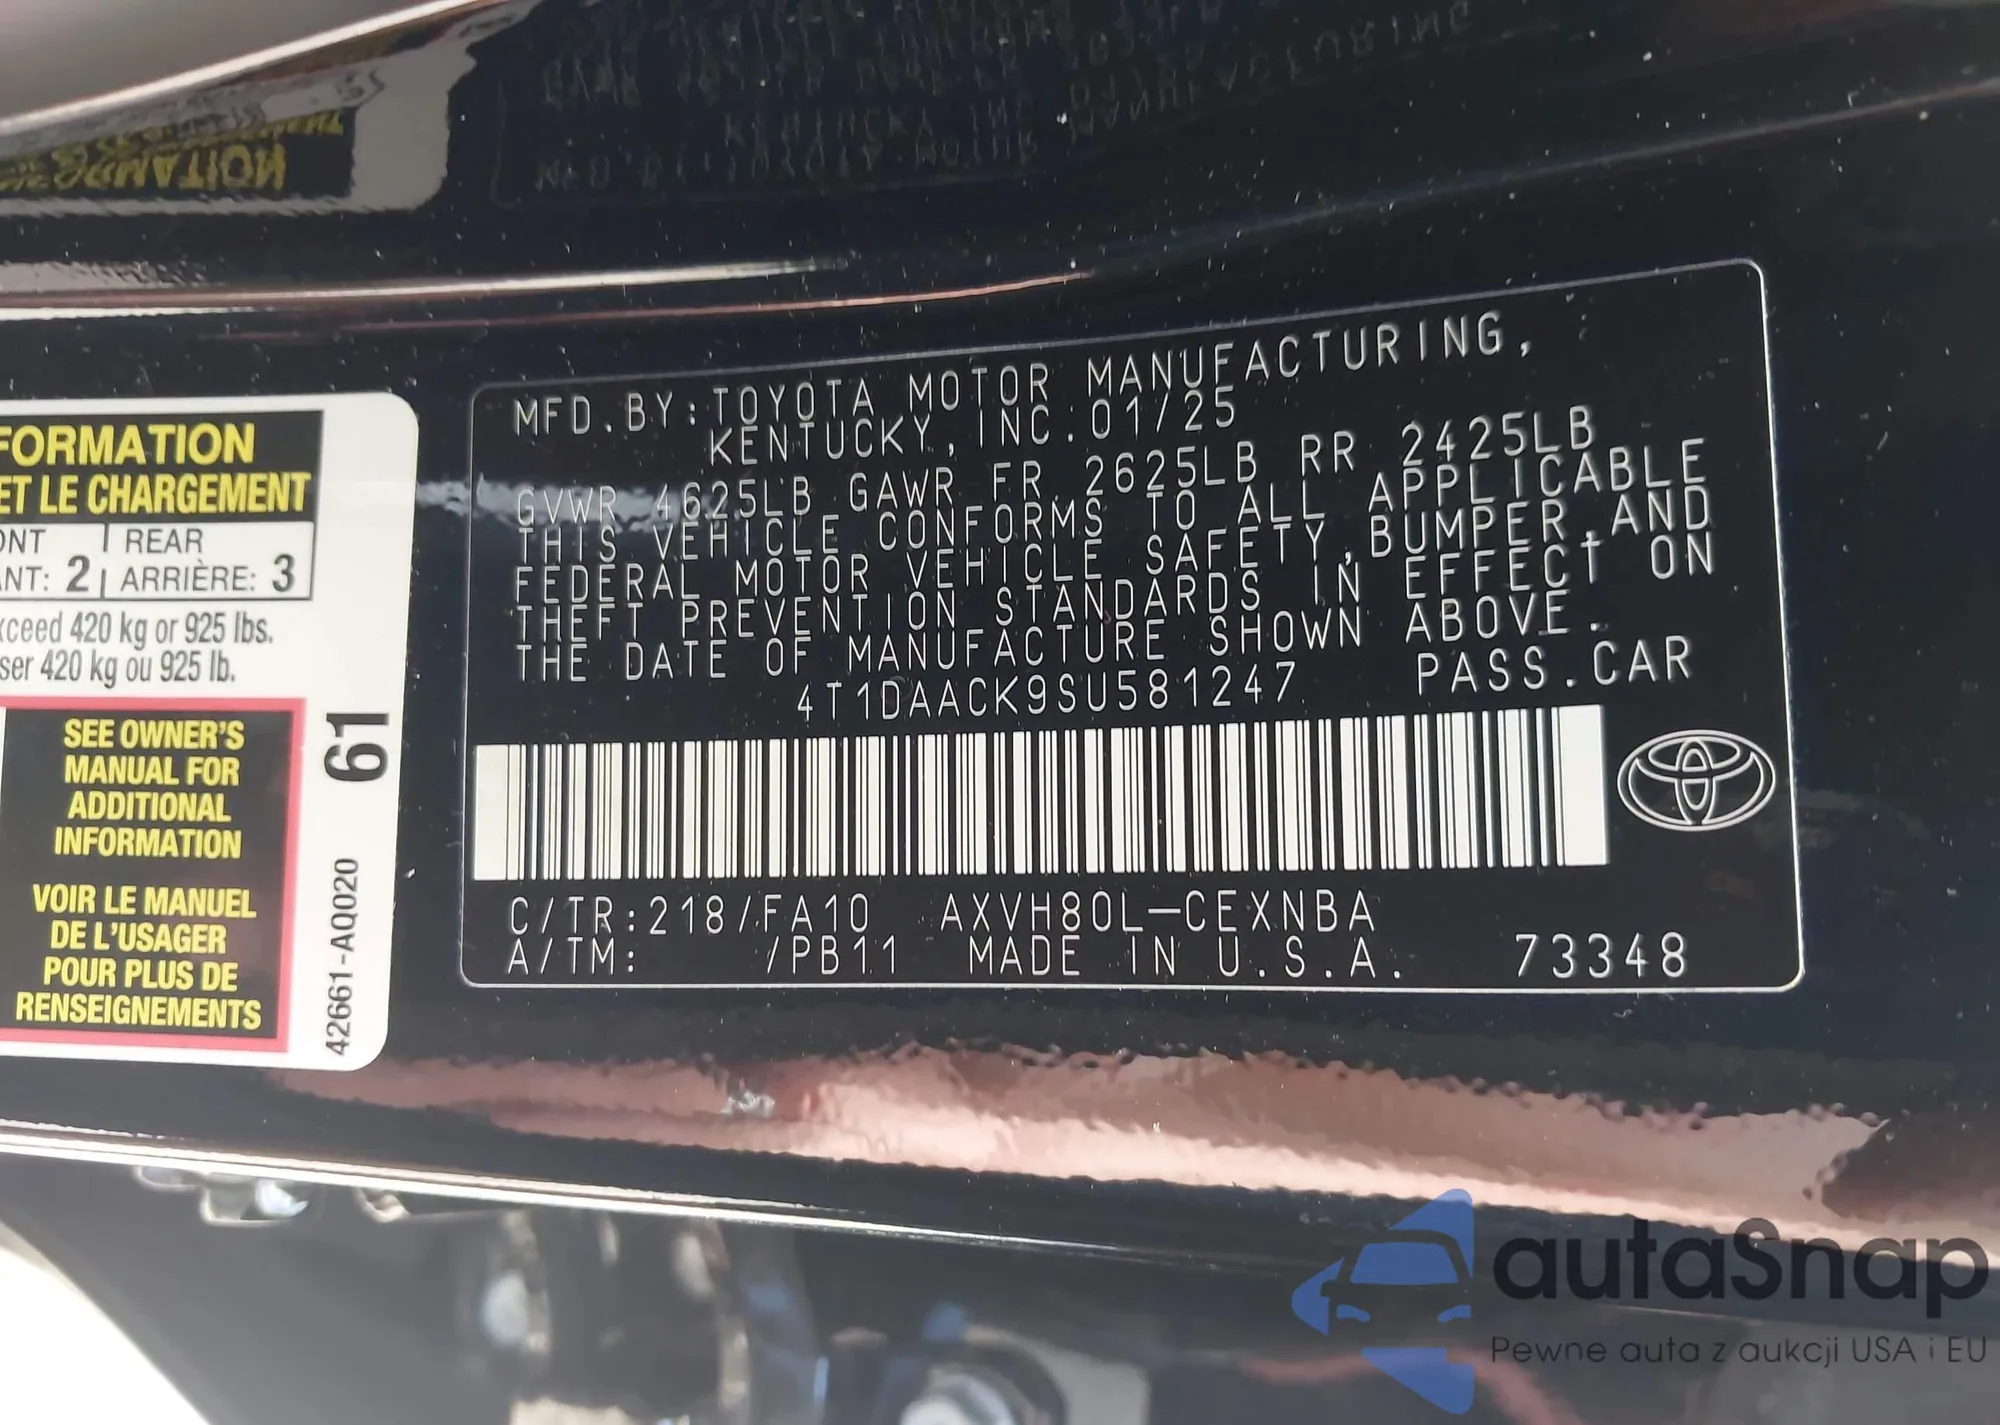 FORMATION
ET LE CHARGEMENT
REAR
2 ARRIÈRE: 3
420 kg or 925 lbs.
420 kg ou 925 lb.
SEE OWNER'S
MANUAL FOR
ADDITIONAL
INFORMATION
VOIR LE MANUEL
DE L'USAGER
POUR PLUS DE
RENSEIGNEMENTS
61
42661-AQ020
MFD.BY:TOYOTA MOTOR MANUFACTURING,
KENTUCKY, INC.01/25
GVWR 4625LB GAWR FR 2625LB RR 2425LB
THIS VEHICLE CONFORMS TO ALL APPLICABLE
FEDERAL MOTOR VEHICLE SAFETY,BUMPER,AND
THEFT PREVENTION STANDARDS IN EFFECT ON
THE DATE OF MANUFACTURE SHOWN ABOVE.
4T1DAACK9SU581247 PASS.CAR
C/TR:218/FA10 AXVH80L-CEXNBA
A/TM: /PB11 MADE IN U.S.A. 73348
autaSnap
Pewne auta z aukcji USA i EU